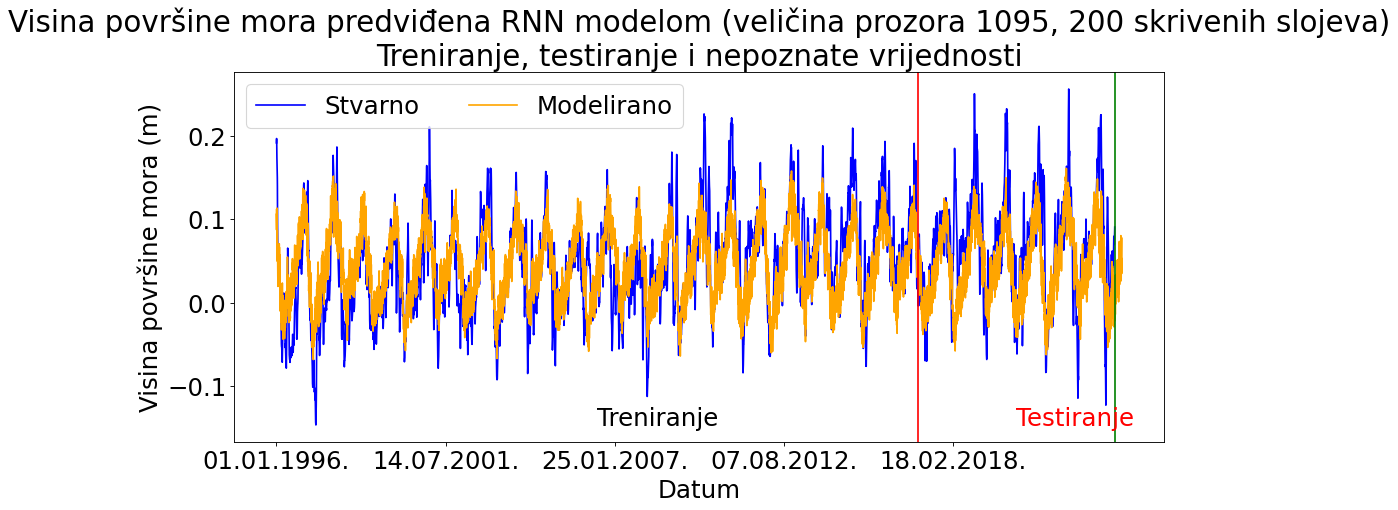 Visina površine mora predviđena RNN modelom (veličina prozora 1095, 200 skrivenih slojeva)
Treniranje, testiranje i nepoznate vrijednosti
Stvarno Modelirano
Visina površine mora (m)
0.2
0.1
0.0
−0.1
Treniranje Testiranje
01.01.1996. 14.07.2001. 25.01.2007. 07.08.2012. 18.02.2018.
Datum